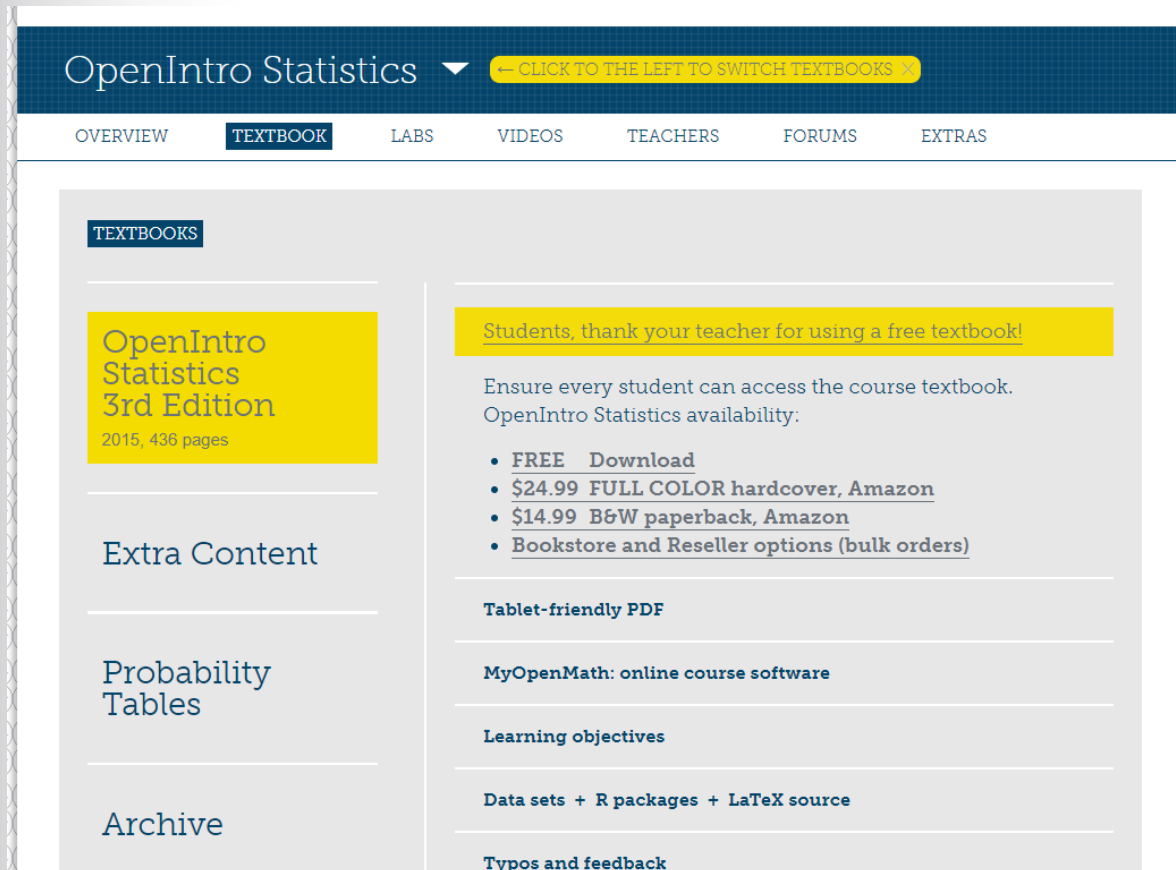 OpenIntro Statistics
← CLICK TO THE LEFT TO SWITCH TEXTBOOKS ×
OVERVIEW TEXTBOOK LABS VIDEOS TEACHERS FORUMS EXTRAS
TEXTBOOKS
OpenIntro
Statistics
3rd Edition
2015, 436 pages
Extra Content
Probability
Tables
Archive
Students, thank your teacher for using a free textbook!
Ensure every student can access the course textbook.
OpenIntro Statistics availability:
• FREE Download
• $24.99 FULL COLOR hardcover, Amazon
• $14.99 B&W paperback, Amazon
• Bookstore and Reseller options (bulk orders)
Tablet-friendly PDF
MyOpenMath: online course software
Learning objectives
Data sets + R packages + LaTeX source
Typos and feedback